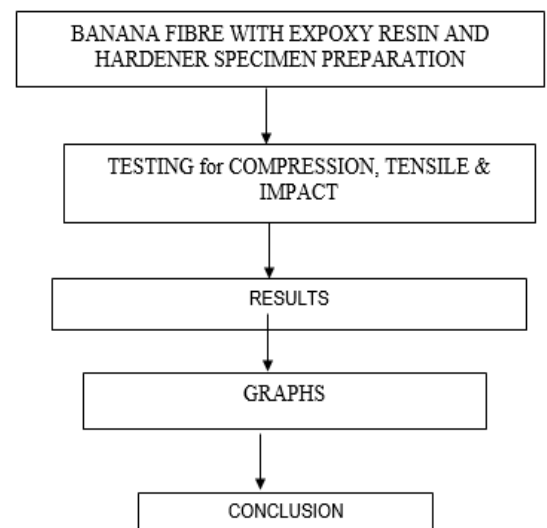 BANANA FIBRE WITH EXPOXY RESIN AND
HARDENER SPECIMEN PREPARATION
TESTING for COMPRESSION, TENSILE &
IMPACT
RESULTS
GRAPHS
CONCLUSION